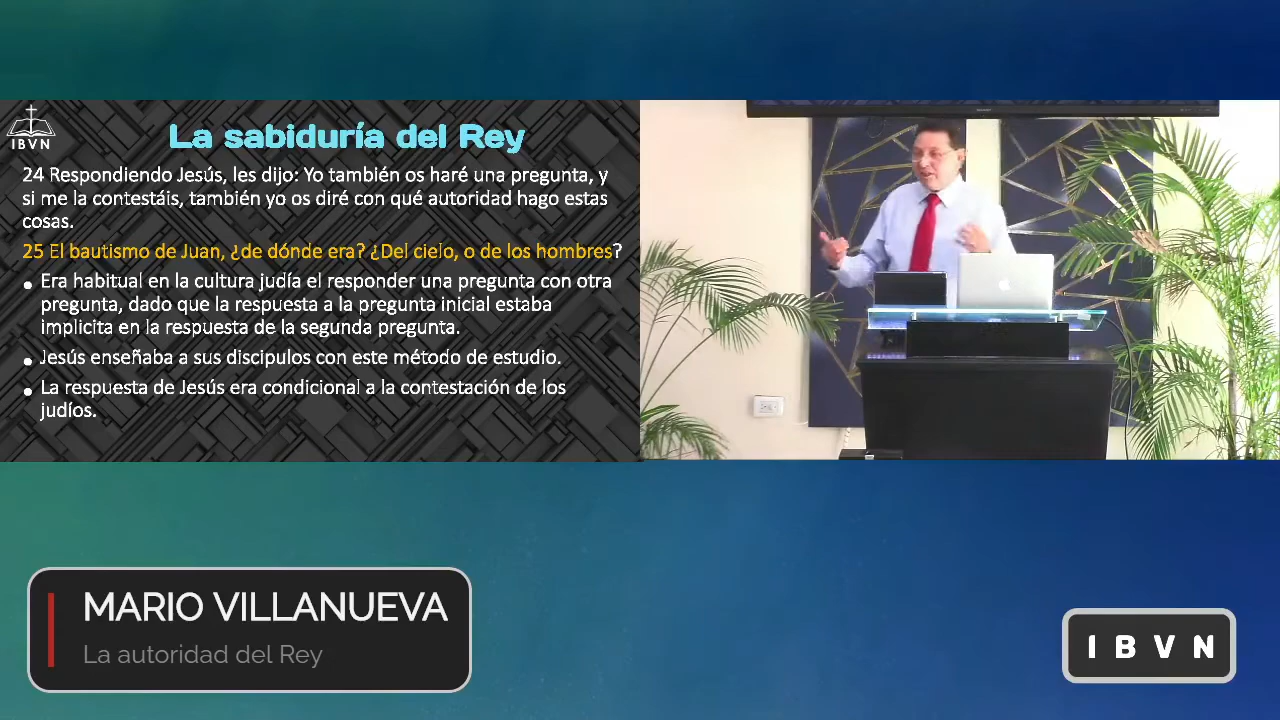 IBVN
La sabiduría del Rey
24 Respondiendo Jesús, les dijo: Yo también os haré una pregunta, y
si me la contestáis, también yo os diré con qué autoridad hago estas
cosas.
25 El bautismo de Juan, ¿de dónde era? ¿Del cielo, o de los hombres?
• Era habitual en la cultura judía el responder una pregunta con otra
pregunta, dado que la respuesta a la pregunta inicial estaba
implicita en la respuesta de la segunda pregunta.
• Jesús enseñaba a sus discipulos con este método de estudio.
• La respuesta de Jesús era condicional a la contestación de los
judíos.
MARIO VILLANUEVA
La autoridad del Rey
IBVN